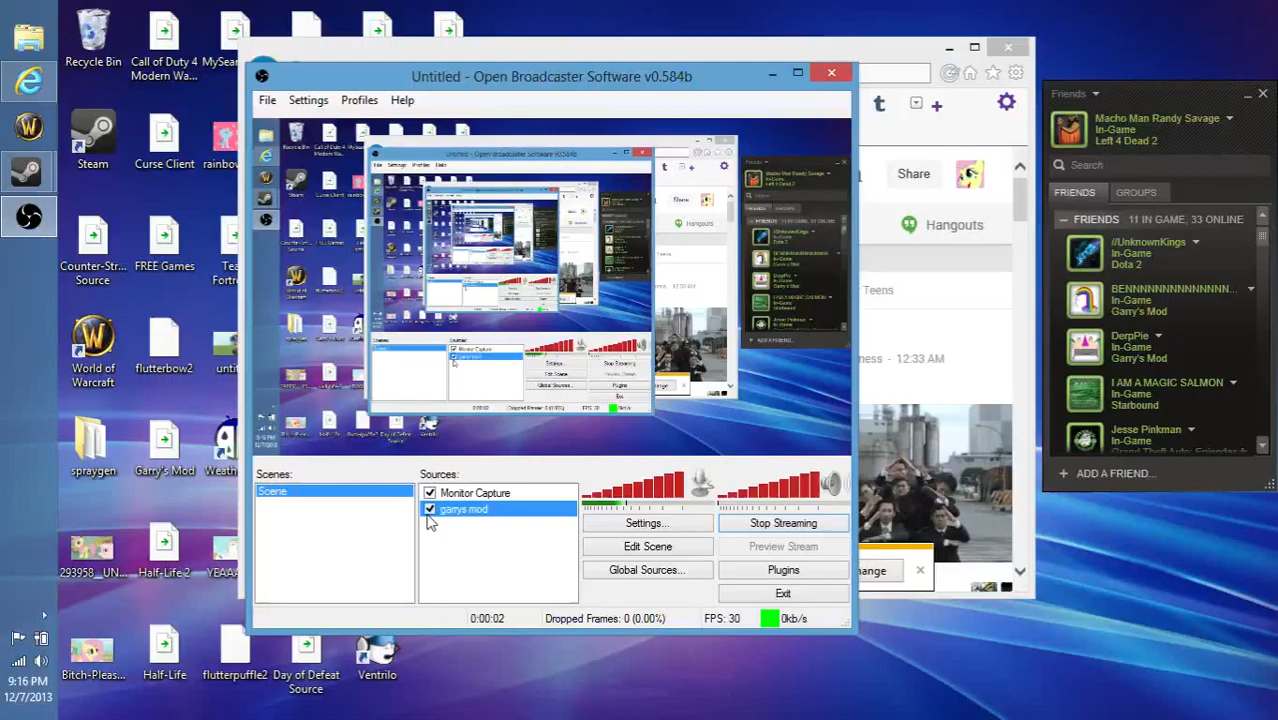 Recycle Bin
Call of Duty 4
Modern Wa...
MySear
Steam
Curse Client
rainbow
Counter-Str...
Source
FREE Games
Tea
Fortre
World of
Warcraft
flutterbow2
unti
spraygen
Garry's Mod
Weath
293958__UN...
Half-Life 2
YEAAA
Bitch-Pleas...
Half-Life
flutterpuffle2
Day of Defeat
Source
Ventrilo
9:16 PM
12/7/2013
Untitled - Open Broadcaster Software v0.584b
File
Settings
Profiles
Help
Scenes:
Scene
Sources:
Monitor Capture
garrys mod
Settings...
Stop Streaming
Edit Scene
Preview Stream
Global Sources...
Plugins
Exit
0:00:02
Dropped Frames: 0 (0.00%)
FPS: 30
0kb/s
Share
Hangouts
Teens
12:33 AM
Friends
Macho Man Randy Savage
In-Game
Left 4 Dead 2
Search
FRIENDS
GROUPS
FRIENDS 11 IN GAME, 33 ONLINE
//UnknownKings
In-Game
Dota 2
BENNNNNNNNNNNNNNN...
In-Game
Garry's Mod
DerpPie
In-Game
Garry's Mod
I AM A MAGIC SALMON
In-Game
Starbound
Jesse Pinkman
In-Game
+ ADD A FRIEND...